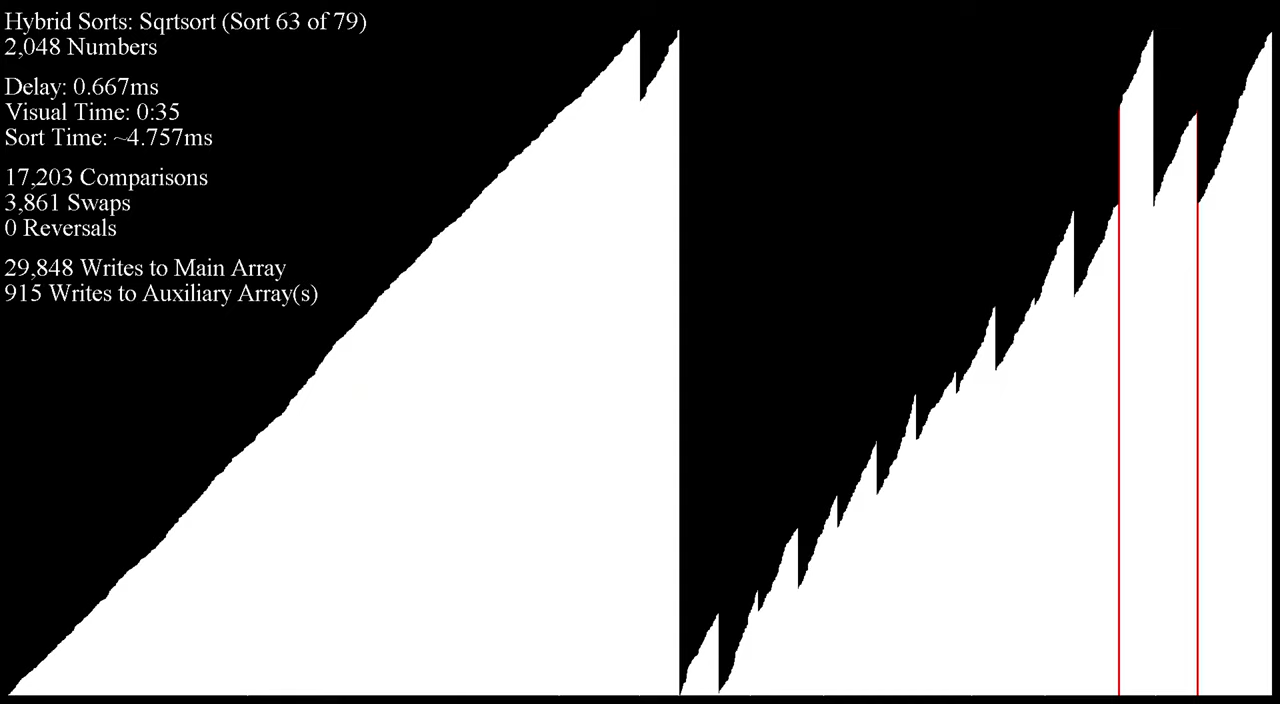 Hybrid Sorts: Sqrtsort (Sort 63 of 79)
2,048 Numbers
Delay: 0.667ms
Visual Time: 0:35
Sort Time: ~4.757ms
17,203 Comparisons
3,861 Swaps
0 Reversals
29,848 Writes to Main Array
915 Writes to Auxiliary Array(s)